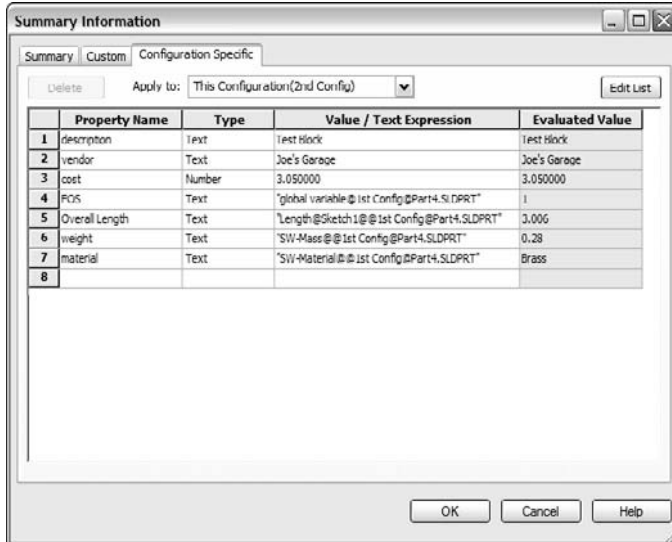 Summary Information
Summary Custom Configuration Specific
Delete Apply to: This Configuration(2nd Config) Edit List
Property Name Type Value / Text Expression Evaluated Value
1 description Text Test Block Test Block
2 vendor Text Joe's Garage Joe's Garage
3 cost Number 3.050000 3.050000
4 FOS Text "global variable@1st Config@Part4.SLDPRT" 1
5 Overall Length Text "Length@Sketch1@@1st Config@Part4.SLDPRT" 3.006
6 weight Text "SW-Mass@@1st Config@Part4.SLDPRT" 0.28
7 material Text "SW-Material@@1st Config@Part4.SLDPRT" Brass
8
OK Cancel Help